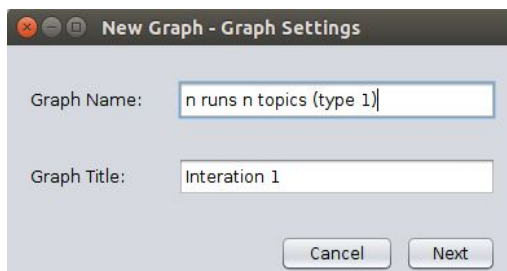 New Graph - Graph Settings
Graph Name: n runs n topics (type 1)
Graph Title: Interation 1
Cancel Next